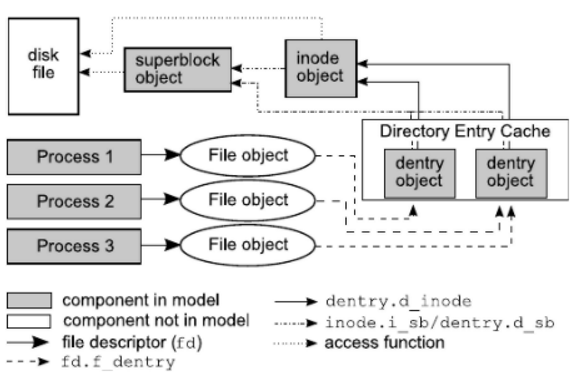 disk
file
superblock
object
inode
object
Directory Entry Cache
dentry
object
dentry
object
Process 1
File object
Process 2
File object
Process 3
File object
component in model
component not in model
file descriptor (fd)
fd.f_dentry
dentry.d_inode
inode.i_sb/dentry.d_sb
access function